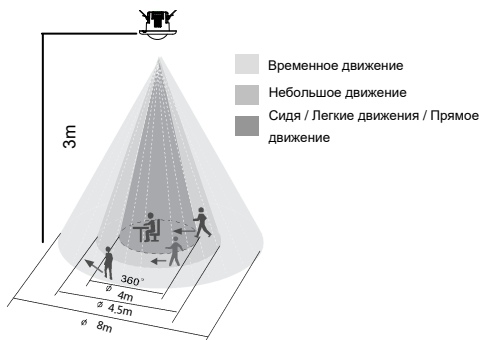 Временное движение
Небольшое движение
Сидя / Легкие движения / Прямое
движение
3m
360°
ø 4m
ø 4.5m
ø 8m